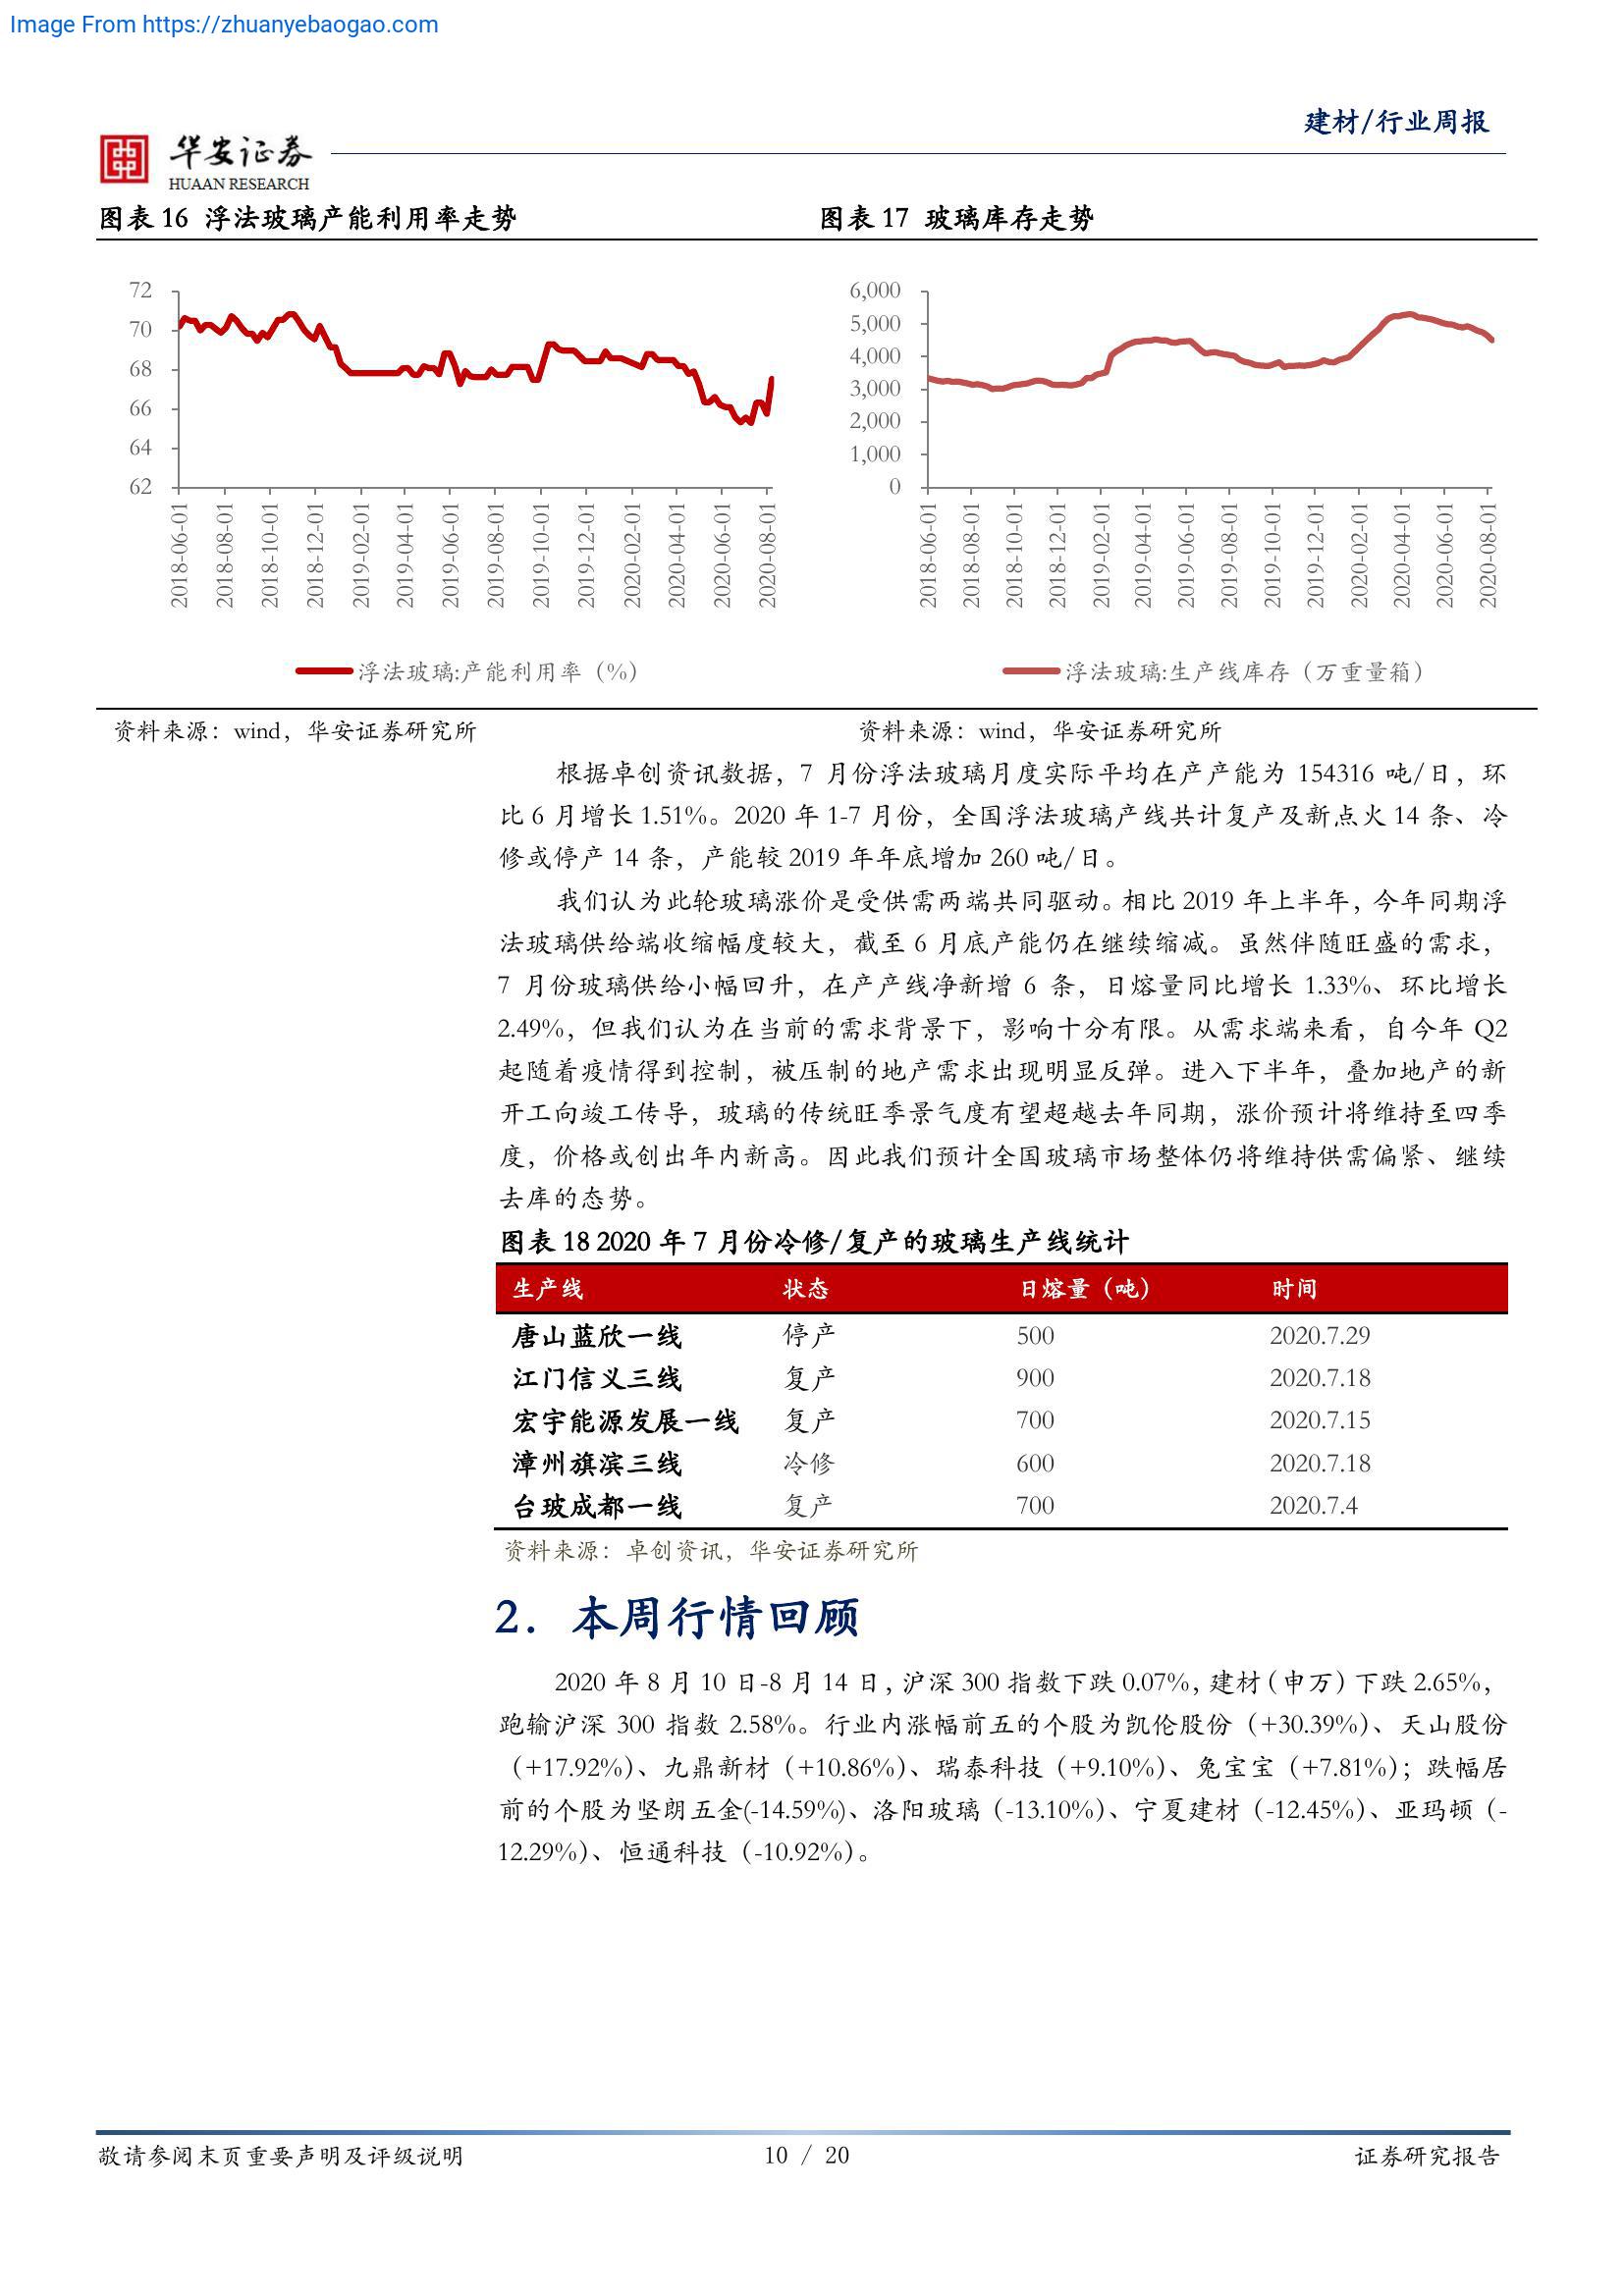 Image From https://zhuanyebaogao.com
建材/行业周报
华安证券
HUAAN RESEARCH
图表 16 浮法玻璃产能利用率走势
72
70
68
66
64
62
2018-06-01
2018-08-01
2018-10-01
2018-12-01
2019-02-01
2019-04-01
2019-06-01
2019-08-01
2019-10-01
2019-12-01
2020-02-01
2020-04-01
2020-06-01
2020-08-01
浮法玻璃:产能利用率（%）
资料来源：wind，华安证券研究所
图表 17 玻璃库存走势
6,000
5,000
4,000
3,000
2,000
1,000
0
2018-06-01
2018-08-01
2018-10-01
2018-12-01
2019-02-01
2019-04-01
2019-06-01
2019-08-01
2019-10-01
2019-12-01
2020-02-01
2020-04-01
2020-06-01
2020-08-01
浮法玻璃:生产线库存（万重量箱）
资料来源：wind，华安证券研究所
根据卓创资讯数据，7 月份浮法玻璃月度实际平均在产产能为 154316 吨/日，环
比 6 月增长 1.51%。2020 年 1-7 月份，全国浮法玻璃产线共计复产及新点火 14 条、冷
修或停产 14 条，产能较 2019 年年底增加 260 吨/日。
我们认为此轮玻璃涨价是受供需两端共同驱动。相比 2019 年上半年，今年同期浮
法玻璃供给端收缩幅度较大，截至 6 月底产能仍在继续缩减。虽然伴随旺盛的需求，
7 月份玻璃供给小幅回升，在产产线净新增 6 条，日熔量同比增长 1.33%、环比增长
2.49%，但我们认为在当前的需求背景下，影响十分有限。从需求端来看，自今年 Q2
起随着疫情得到控制，被压制的地产需求出现明显反弹。进入下半年，叠加地产的新
开工向竣工传导，玻璃的传统旺季景气度有望超越去年同期，涨价预计将维持至四季
度，价格或创出年内新高。因此我们预计全国玻璃市场整体仍将维持供需偏紧、继续
去库的态势。
图表 18 2020 年 7 月份冷修/复产的玻璃生产线统计
生产线 状态 日熔量（吨） 时间
唐山蓝欣一线 停产 500 2020.7.29
江门信义三线 复产 900 2020.7.18
宏宇能源发展一线 复产 700 2020.7.15
漳州旗滨三线 冷修 600 2020.7.18
台玻成都一线 复产 700 2020.7.4
资料来源：卓创资讯，华安证券研究所
2. 本周行情回顾
2020 年 8 月 10 日-8 月 14 日，沪深 300 指数下跌 0.07%，建材（申万）下跌 2.65%，
跑输沪深 300 指数 2.58%。行业内涨幅前五的个股为凯伦股份（+30.39%）、天山股份
（+17.92%）、九鼎新材（+10.86%）、瑞泰科技（+9.10%）、兔宝宝（+7.81%）；跌幅居
前的个股为坚朗五金(-14.59%)、洛阳玻璃（-13.10%）、宁夏建材（-12.45%）、亚玛顿（-
12.29%）、恒通科技（-10.92%）。
敬请参阅末页重要声明及评级说明
10 / 20
证券研究报告